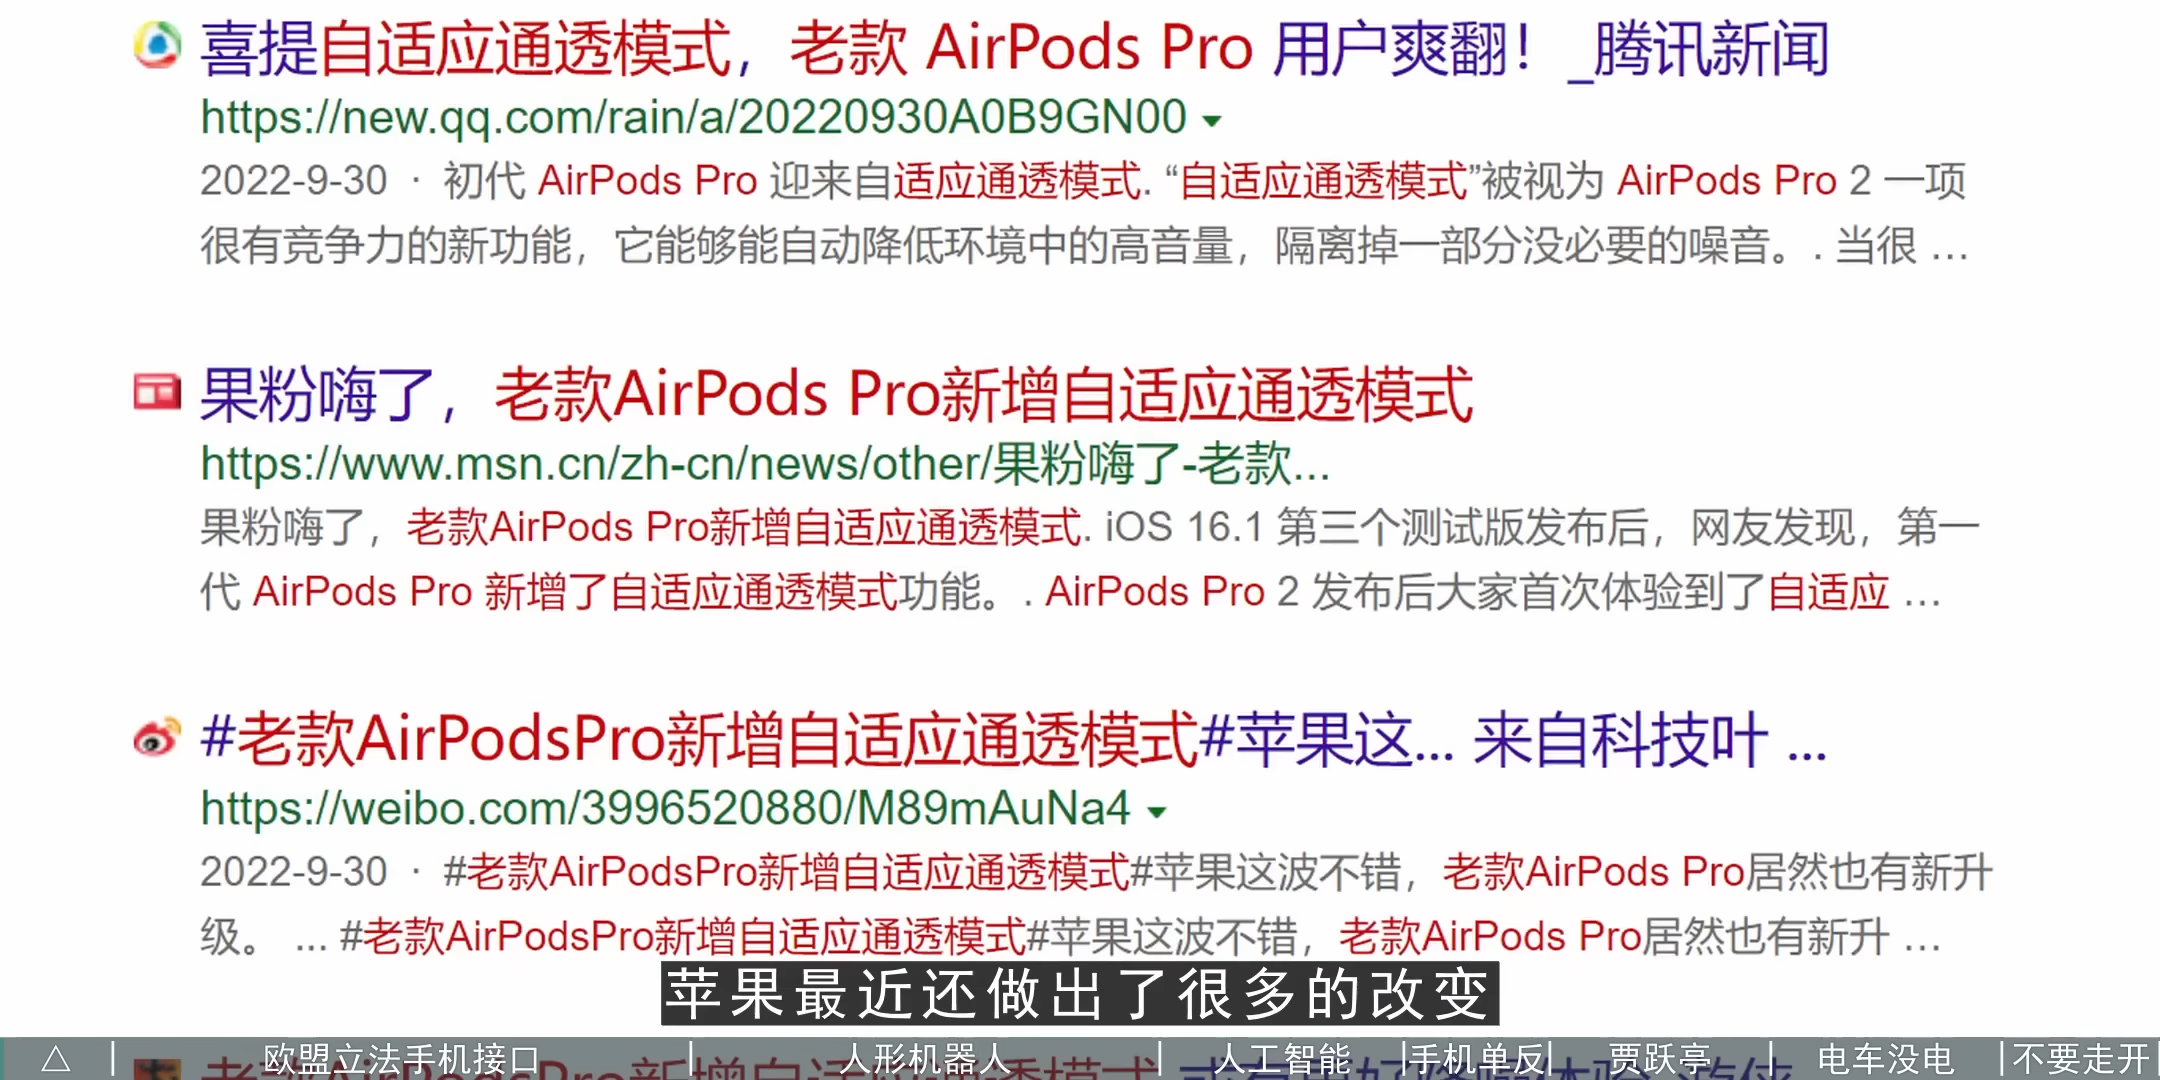 喜提自适应通透模式，老款 AirPods Pro 用户爽翻！_腾讯新闻
https://new.qq.com/rain/a/20220930A0B9GN00
2022-9-30 · 初代 AirPods Pro 迎来自适应通透模式. “自适应通透模式”被视为 AirPods Pro 2 一项
很有竞争力的新功能，它能够能自动降低环境中的高音量，隔离掉一部分没必要的噪音。. 当很 ...
果粉嗨了，老款AirPods Pro新增自适应通透模式
https://www.msn.cn/zh-cn/news/other/果粉嗨了-老款...
果粉嗨了，老款AirPods Pro新增自适应通透模式. iOS 16.1 第三个测试版发布后，网友发现，第一
代 AirPods Pro 新增了自适应通透模式功能。. AirPods Pro 2 发布后大家首次体验到了自适应 ...
#老款AirPodsPro新增自适应通透模式#苹果这... 来自科技叶 ...
https://weibo.com/3996520880/M89mAuNa4
2022-9-30 · #老款AirPodsPro新增自适应通透模式#苹果这波不错，老款AirPods Pro居然也有新升
级。 ... #老款AirPodsPro新增自适应通透模式#苹果这波不错，老款AirPods Pro居然也有新升 ...
苹果最近还做出了很多的改变
△ | 欧盟立法手机接口 | 人形机器人 | 人工智能 |手机单反| 贾跃亭 | 电车没电 |不要走开|